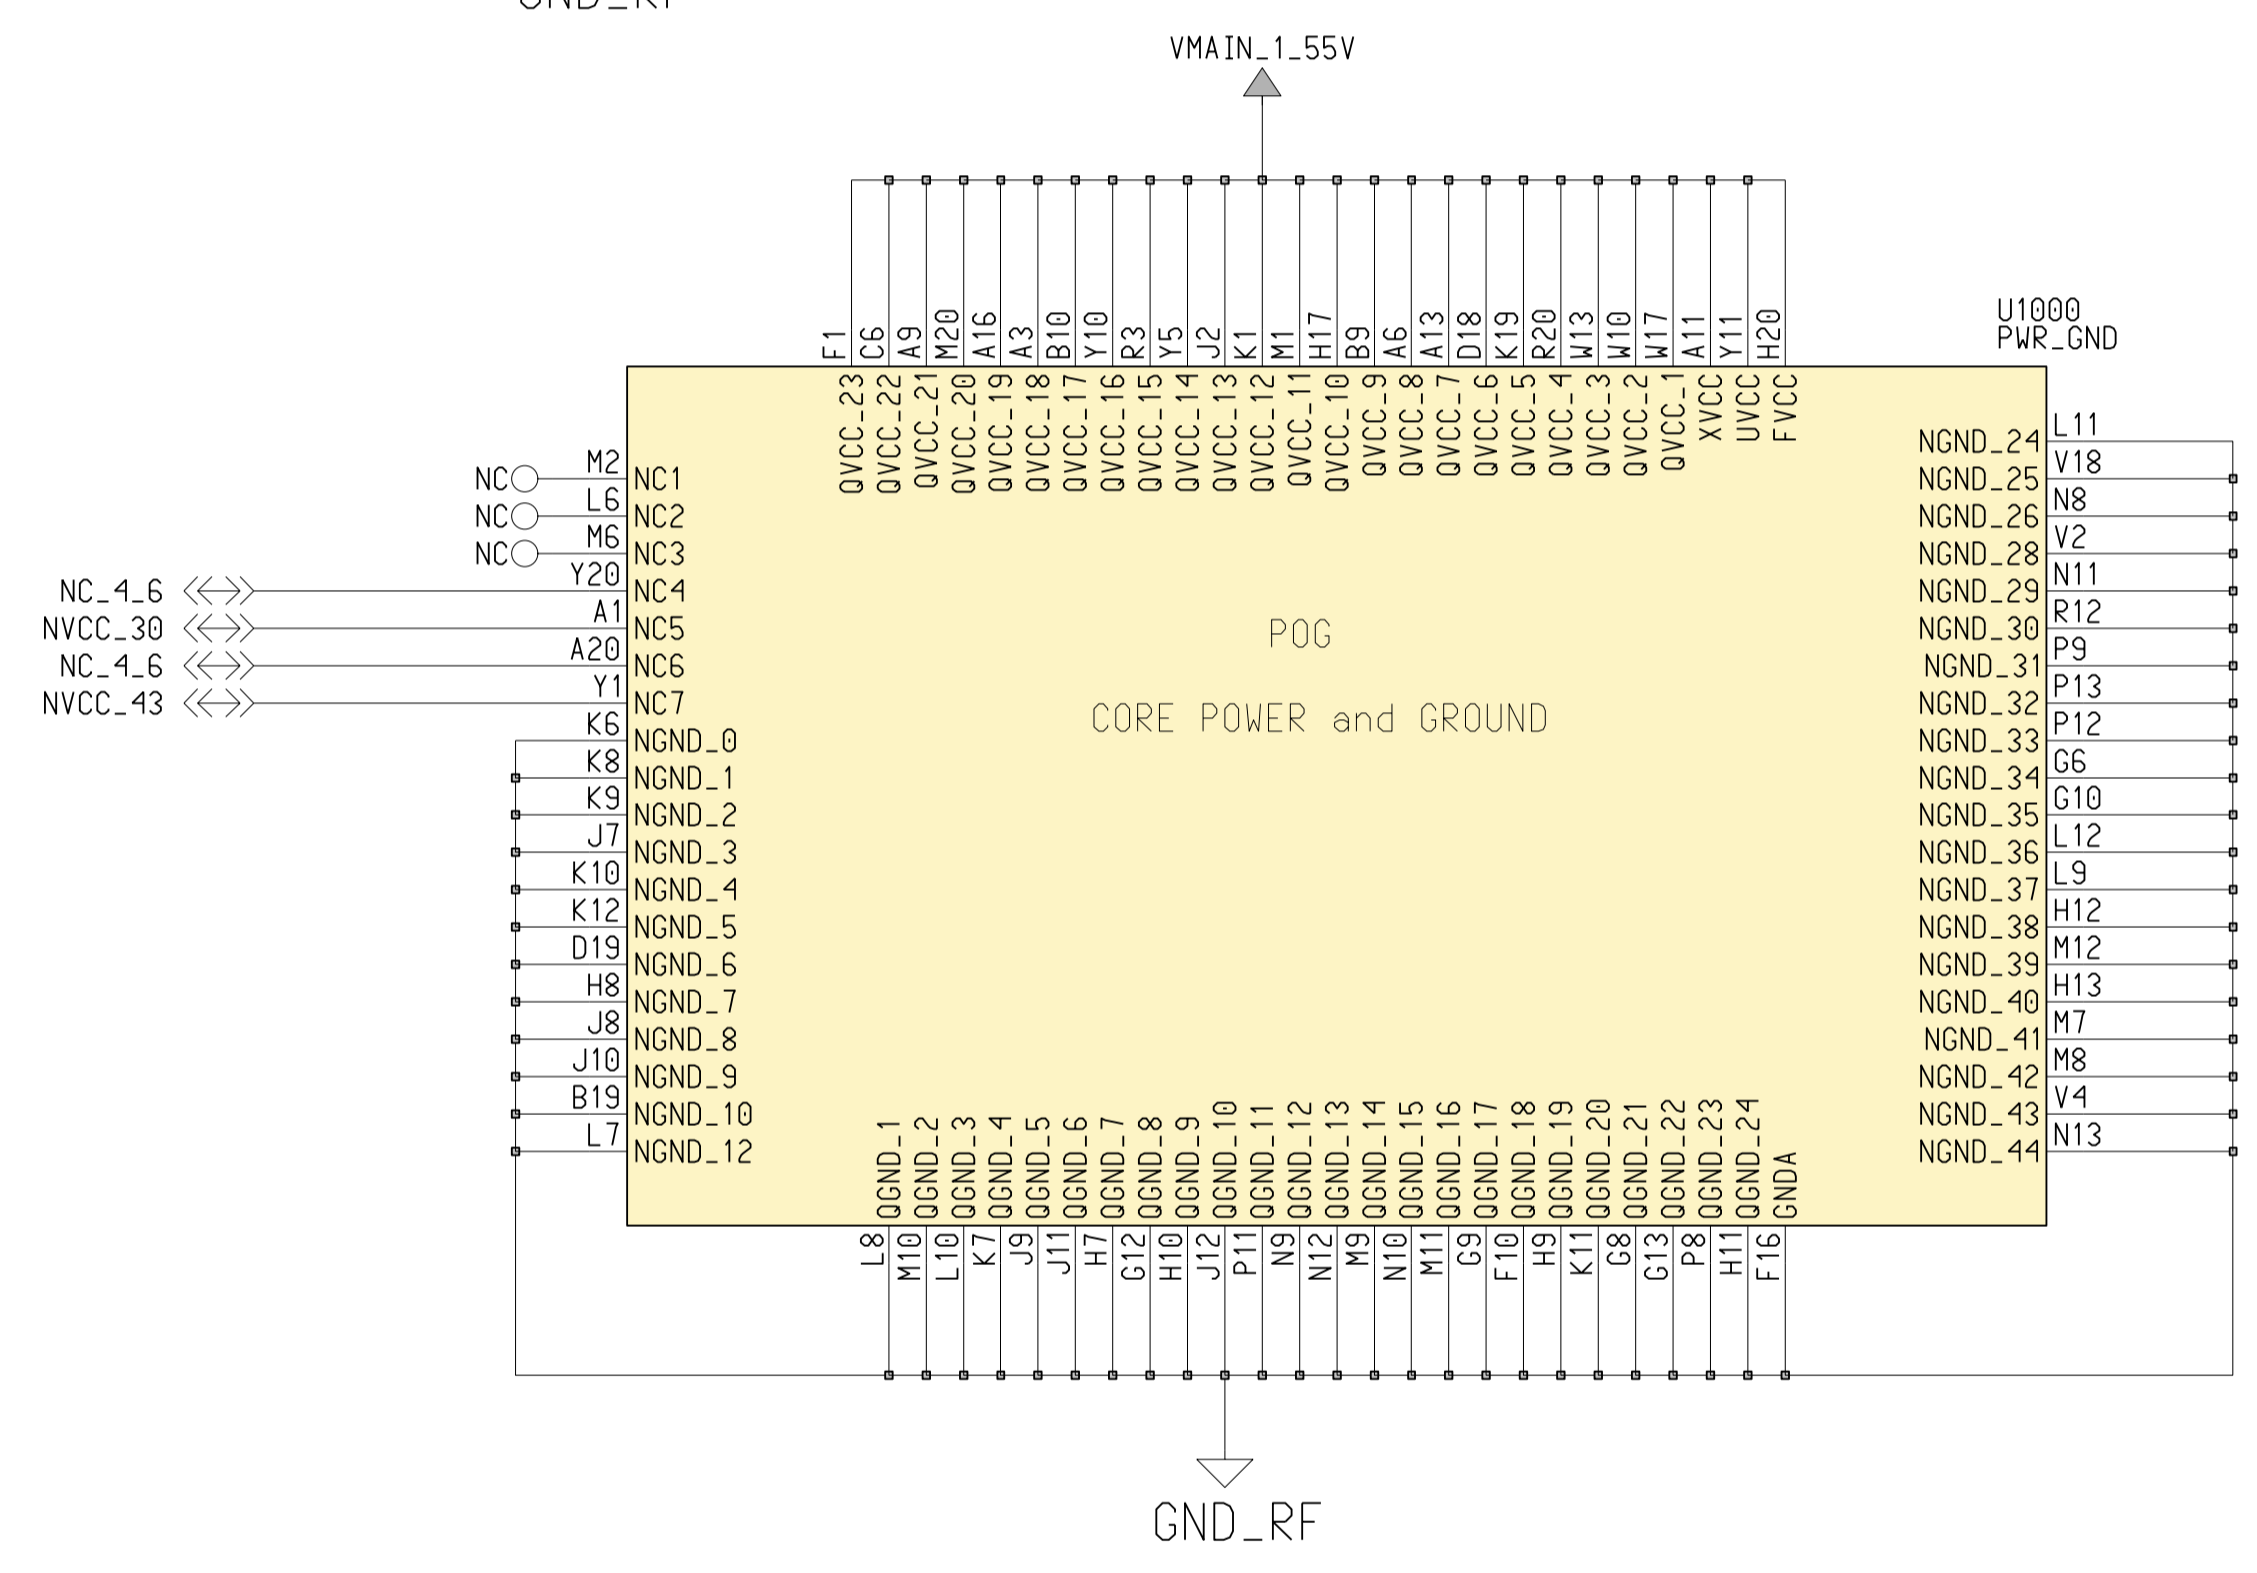 GND_RF
VMAIN_1_55V
F1
C6
A9
M20
A16
A3
B10
Y10
R3
Y5
J2
K1
M1
H17
B9
A6
A13
D18
K19
R20
W13
W10
W17
A11
Y11
H20
U1000
PWR_GND
QVCC_23
QVCC_22
QVCC_21
QVCC_20
QVCC_19
QVCC_18
QVCC_17
QVCC_16
QVCC_15
QVCC_14
QVCC_13
QVCC_12
QVCC_11
QVCC_10
QVCC_9
QVCC_8
QVCC_7
QVCC_6
QVCC_5
QVCC_4
QVCC_3
QVCC_2
QVCC_1
XVCC
UVCC
FVCC
NC M2 NC1
NC L6 NC2
NC M6 NC3
NC_4_6 Y20 NC4
NVCC_30 A1 NC5
NC_4_6 A20 NC6
NVCC_43 Y1 NC7
K6 NGND_0
K8 NGND_1
K9 NGND_2
J7 NGND_3
K10 NGND_4
K12 NGND_5
D19 NGND_6
H8 NGND_7
J8 NGND_8
J10 NGND_9
B19 NGND_10
L7 NGND_12
POG
CORE POWER and GROUND
NGND_24 L11
NGND_25 V18
NGND_26 N8
NGND_28 V2
NGND_29 N11
NGND_30 R12
NGND_31 P9
NGND_32 P13
NGND_33 P12
NGND_34 G6
NGND_35 G10
NGND_36 L12
NGND_37 L9
NGND_38 H12
NGND_39 M12
NGND_40 H13
NGND_41 M7
NGND_42 M8
NGND_43 V4
NGND_44 N13
QGND_1
QGND_2
QGND_3
QGND_4
QGND_5
QGND_6
QGND_7
QGND_8
QGND_9
QGND_10
QGND_11
QGND_12
QGND_13
QGND_14
QGND_15
QGND_16
QGND_17
QGND_18
QGND_19
QGND_20
QGND_21
QGND_22
QGND_23
QGND_24
GNDA
L8
M10
L10
K7
J9
J11
H7
G12
H10
J12
P11
N9
N12
M9
N10
M11
G9
F10
H9
K11
G8
G13
P8
H11
F16
GND_RF